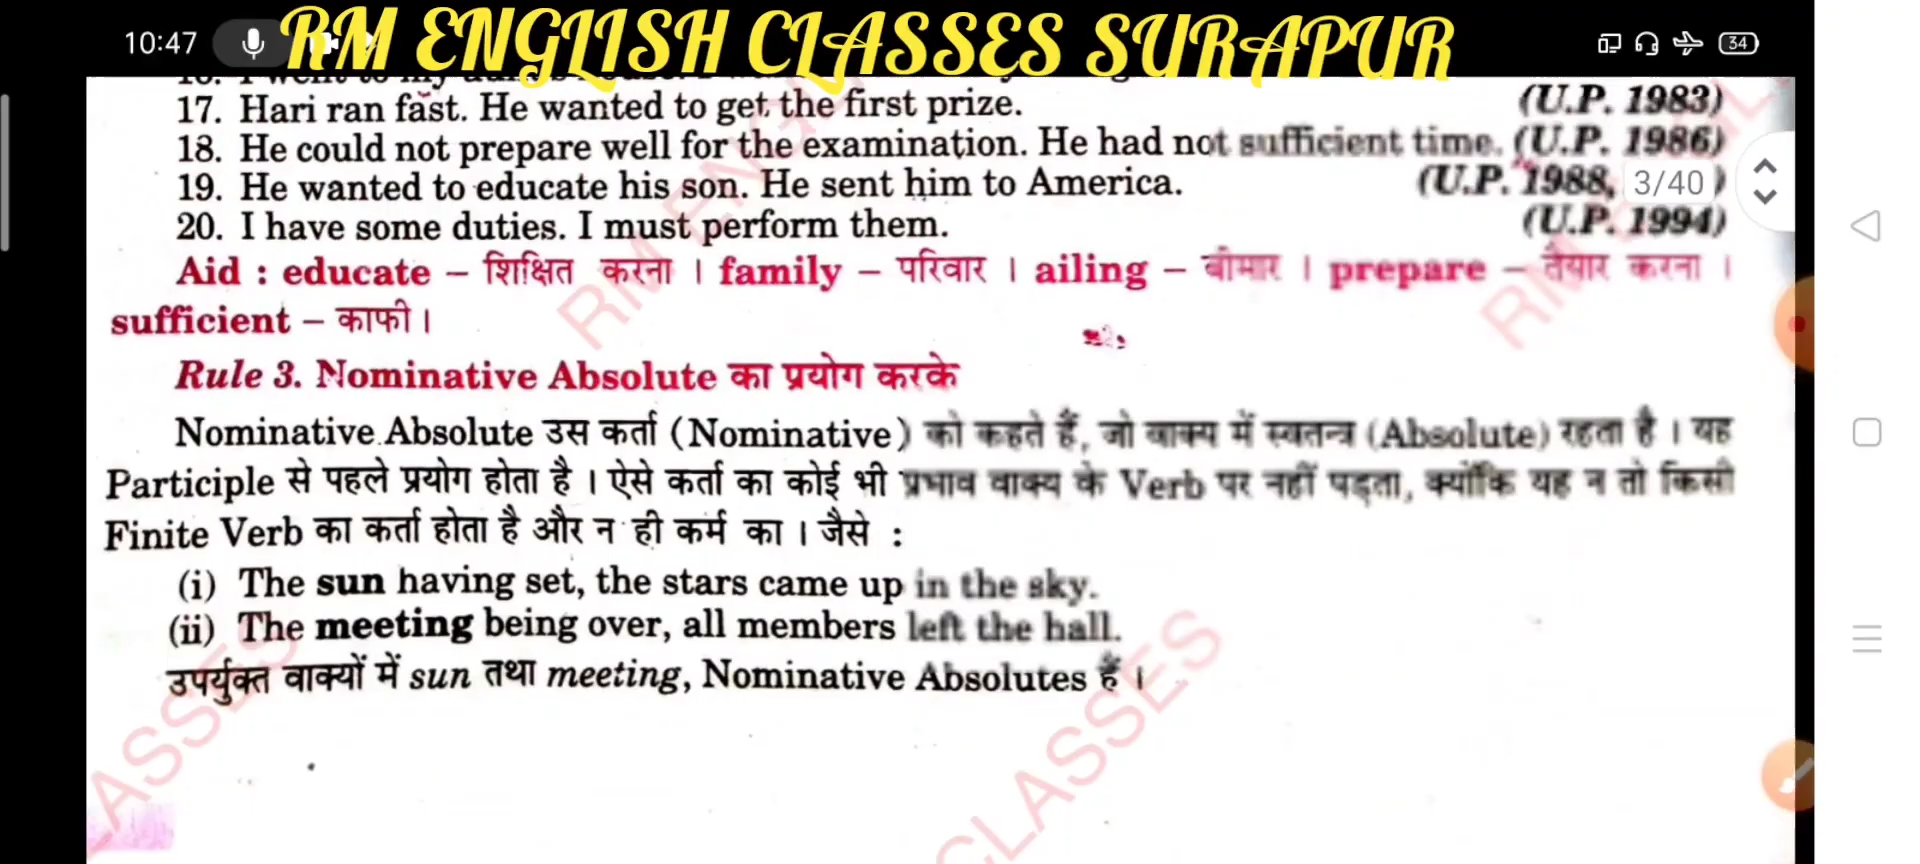 10:47
RM ENGLISH CLASSES SURAPUR
34
17. Hari ran fast. He wanted to get the first prize. (U.P. 1983)
18. He could not prepare well for the examination. He had not sufficient time. (U.P. 1986)
19. He wanted to educate his son. He sent him to America. (U.P. 1988, )
3/40
20. I have some duties. I must perform them. (U.P. 1994)
Aid : educate – शिक्षित करना । family – परिवार । ailing – बीमार । prepare – तैयार करना ।
sufficient – काफी ।
Rule 3. Nominative Absolute का प्रयोग करके
Nominative Absolute उस कर्ता (Nominative) को कहते हैं, जो वाक्य में स्वतन्त्र (Absolute) रहता है । यह
Participle से पहले प्रयोग होता है । ऐसे कर्ता का कोई भी प्रभाव वाक्य के Verb पर नहीं पड़ता, क्योंकि यह न तो किसी
Finite Verb का कर्ता होता है और न ही कर्म का । जैसे :
(i) The sun having set, the stars came up in the sky.
(ii) The meeting being over, all members left the hall.
उपर्युक्त वाक्यों में sun तथा meeting, Nominative Absolutes हैं ।